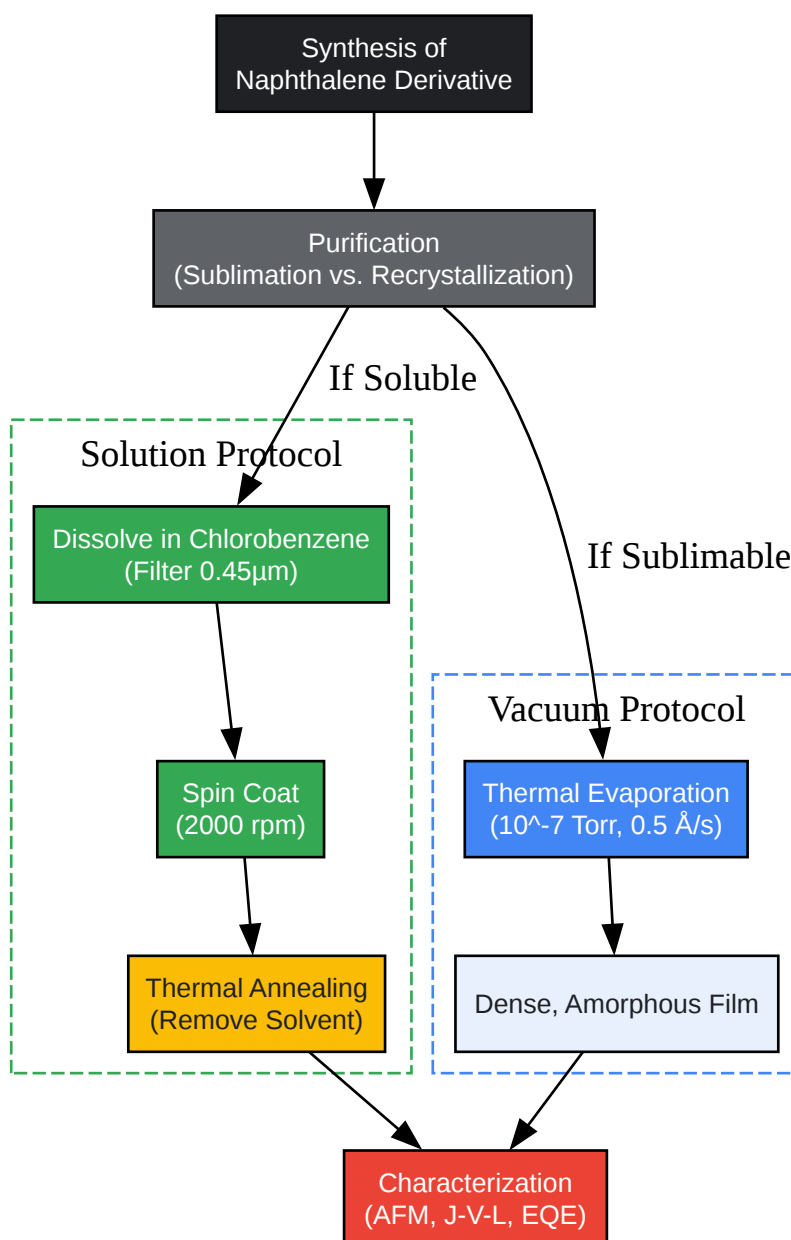 Synthesis of
Naphthalene Derivative
Purification
(Sublimation vs. Recrystallization)
If Soluble
Solution Protocol
Dissolve in Chlorobenzene
(Filter 0.45µm)
If Sublimable
Vacuum Protocol
Spin Coat
(2000 rpm)
Thermal Evaporation
(10^-7 Torr, 0.5 Å/s)
Thermal Annealing
(Remove Solvent)
Dense, Amorphous Film
Characterization
(AFM, J-V-L, EQE)